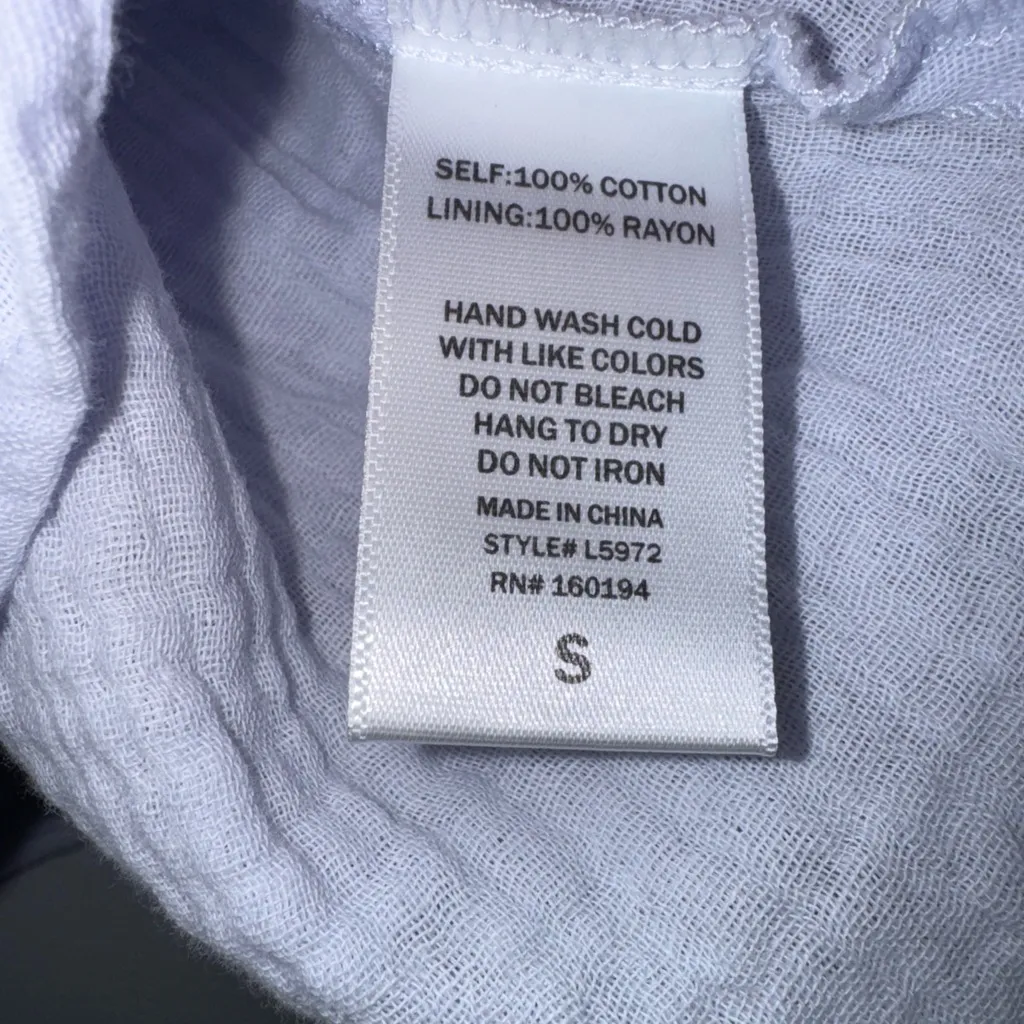 SELF:100% COTTON
LINING:100% RAYON
HAND WASH COLD
WITH LIKE COLORS
DO NOT BLEACH
HANG TO DRY
DO NOT IRON
MADE IN CHINA
STYLE# L5972
RN# 160194
S